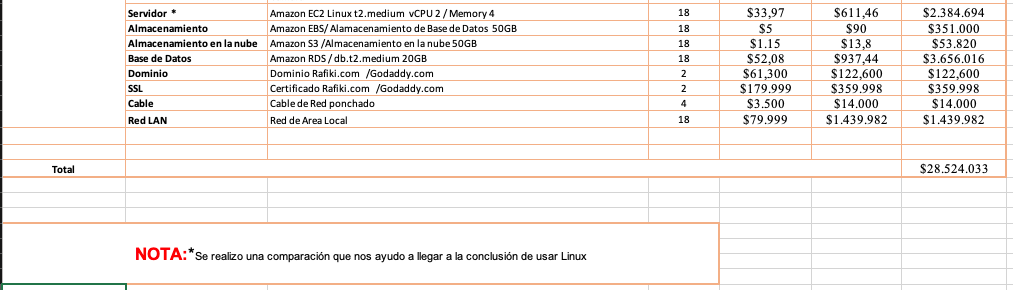 Servidor * Amazon EC2 Linux t2.medium vCPU 2 / Memory 4 18 $33,97 $611,46 $2.384.694
Almacenamiento Amazon EBS/ Alamacenamiento de Base de Datos 50GB 18 $5 $90 $351.000
Almacenamiento en la nube Amazon S3 /Almacenamiento en la nube 50GB 18 $1.15 $13,8 $53.820
Base de Datos Amazon RDS / db.t2.medium 20GB 18 $52,08 $937,44 $3.656.016
Dominio Dominio Rafiki.com /Godaddy.com 2 $61,300 $122,600 $122,600
SSL Certificado Rafiki.com /Godaddy.com 2 $179.999 $359.998 $359.998
Cable Cable de Red ponchado 4 $3.500 $14.000 $14.000
Red LAN Red de Area Local 18 $79.999 $1.439.982 $1.439.982
Total $28.524.033
NOTA:*Se realizo una comparación que nos ayudo a llegar a la conclusión de usar Linux